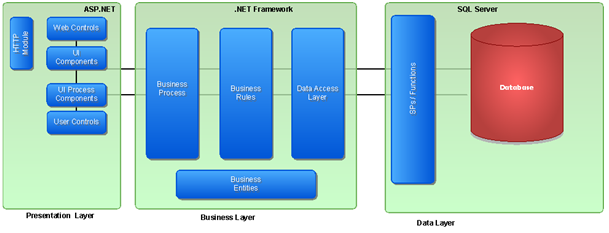 ASP.NET
HTTP
Module
Web Controls
UI
Components
UI Process
Components
User Controls
Presentation Layer
.NET Framework
Business
Process
Business
Rules
Data Access
Layer
Business
Entities
Business Layer
SQL Server
SPs / Functions
Database
Data Layer